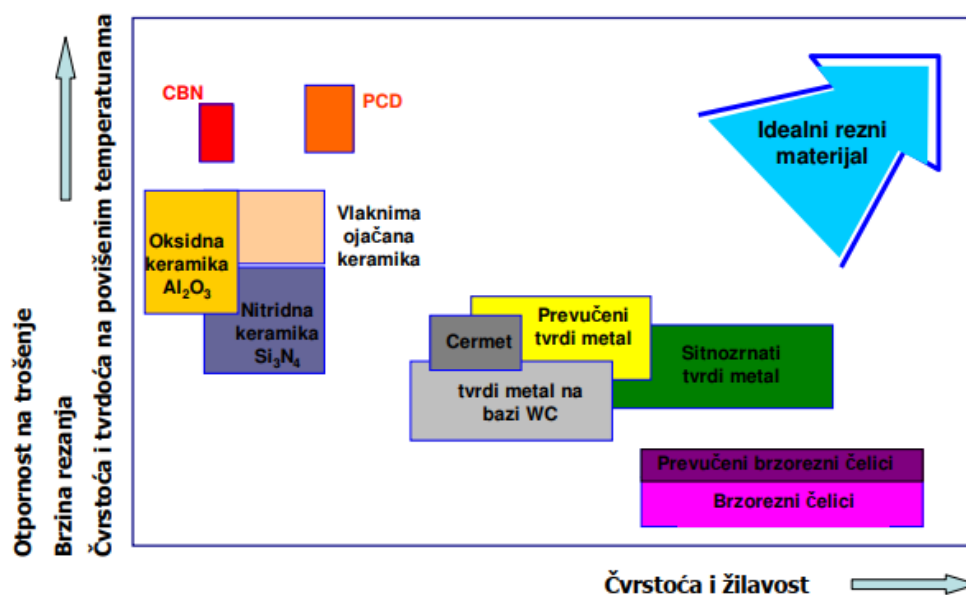 Otpornost na trošenje
Brzina rezanja
Čvrstoća i tvrdoća na povišenim temperaturama
CBN
PCD
Idealni rezni
materijal
Oksidna
keramika
Al₂O₃
Vlaknima
ojačana
keramika
Nitridna
keramika
Si₃N₄
Cermet
Prevučeni
tvrdi metal
Sitnozrnati
tvrdi metal
tvrdi metal na
bazi WC
Prevučeni brzorezni čelici
Brzorezni čelici
Čvrstoća i žilavost